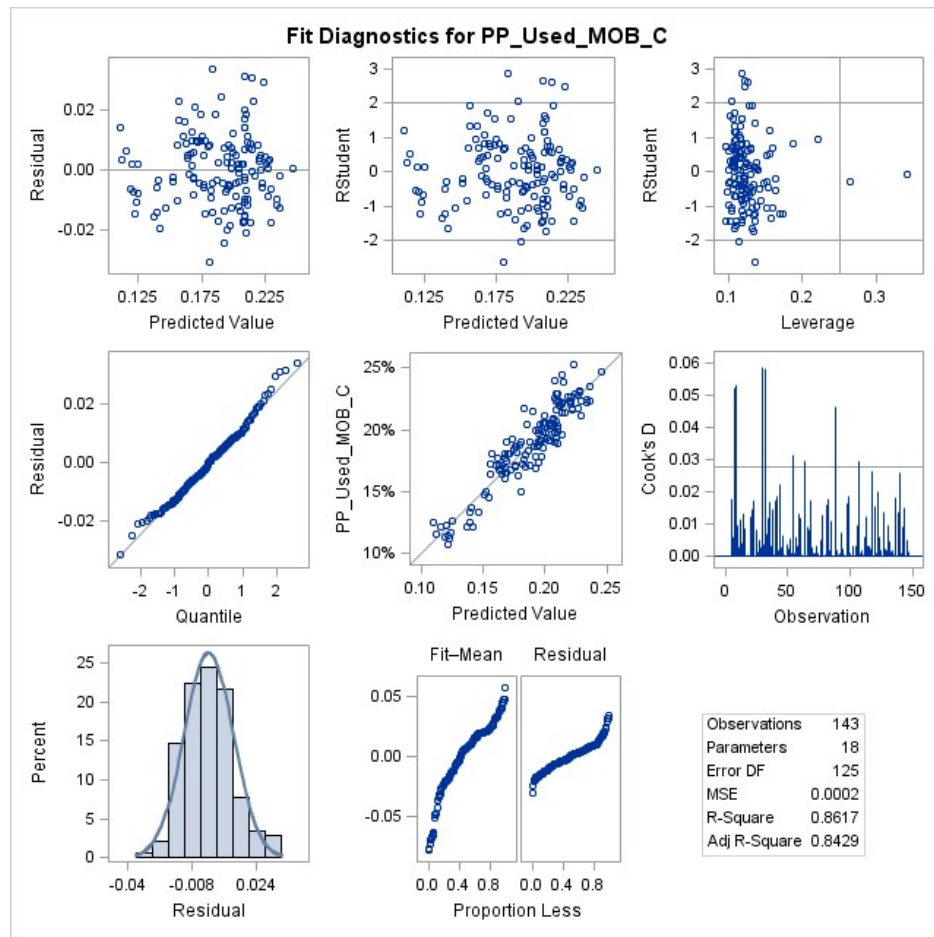 Fit Diagnostics for PP_Used_MOB_C
Residual
0.02
0.00
-0.02
0.125 0.175 0.225
Predicted Value
RStudent
3
2
1
0
-1
-2
0.125 0.175 0.225
Predicted Value
RStudent
3
2
1
0
-1
-2
0.1 0.2 0.3
Leverage
Residual
0.02
0.00
-0.02
-2 -1 0 1 2
Quantile
PP_Used_MOB_C
25%
20%
15%
10%
0.10 0.15 0.20 0.25
Predicted Value
Cook's D
0.06
0.05
0.04
0.03
0.02
0.01
0.00
0 50 100 150
Observation
Percent
25
20
15
10
5
0
-0.04 -0.008 0.024
Residual
Fit–Mean Residual
0.05
0.00
-0.05
0.0 0.4 0.8 0.0 0.4 0.8
Proportion Less
Observations 143
Parameters 18
Error DF 125
MSE 0.0002
R-Square 0.8617
Adj R-Square 0.8429